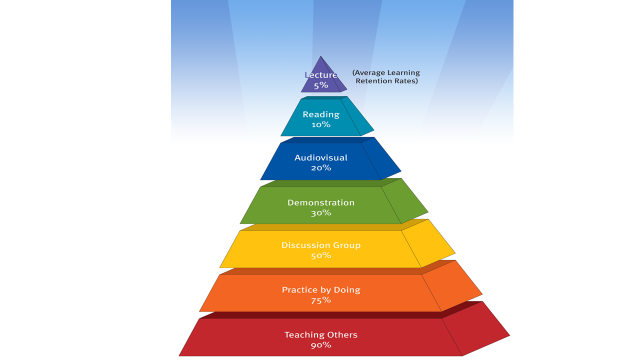 Lecture
5%
(Average Learning
Retention Rates)
Reading
10%
Audiovisual
20%
Demonstration
30%
Discussion Group
50%
Practice by Doing
75%
Teaching Others
90%